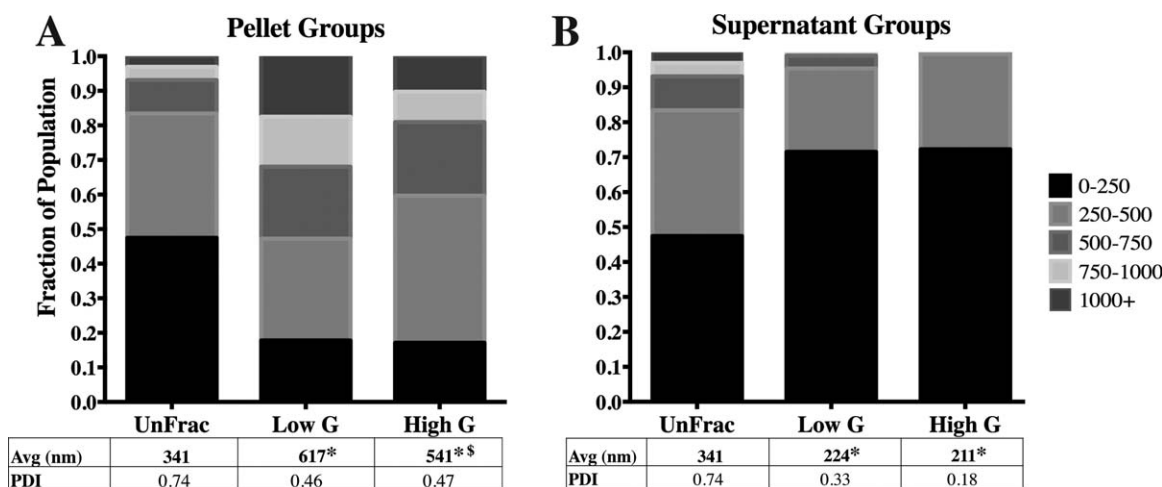 A
Pellet Groups
Fraction of Population
1.0
0.9
0.8
0.7
0.6
0.5
0.4
0.3
0.2
0.1
0.0
UnFrac Low G High G
Avg (nm) 341 617* 541*$
PDI 0.74 0.46 0.47
B
Supernatant Groups
1.0
0.9
0.8
0.7
0.6
0.5
0.4
0.3
0.2
0.1
0.0
UnFrac Low G High G
Avg (nm) 341 224* 211*
PDI 0.74 0.33 0.18
0-250
250-500
500-750
750-1000
1000+